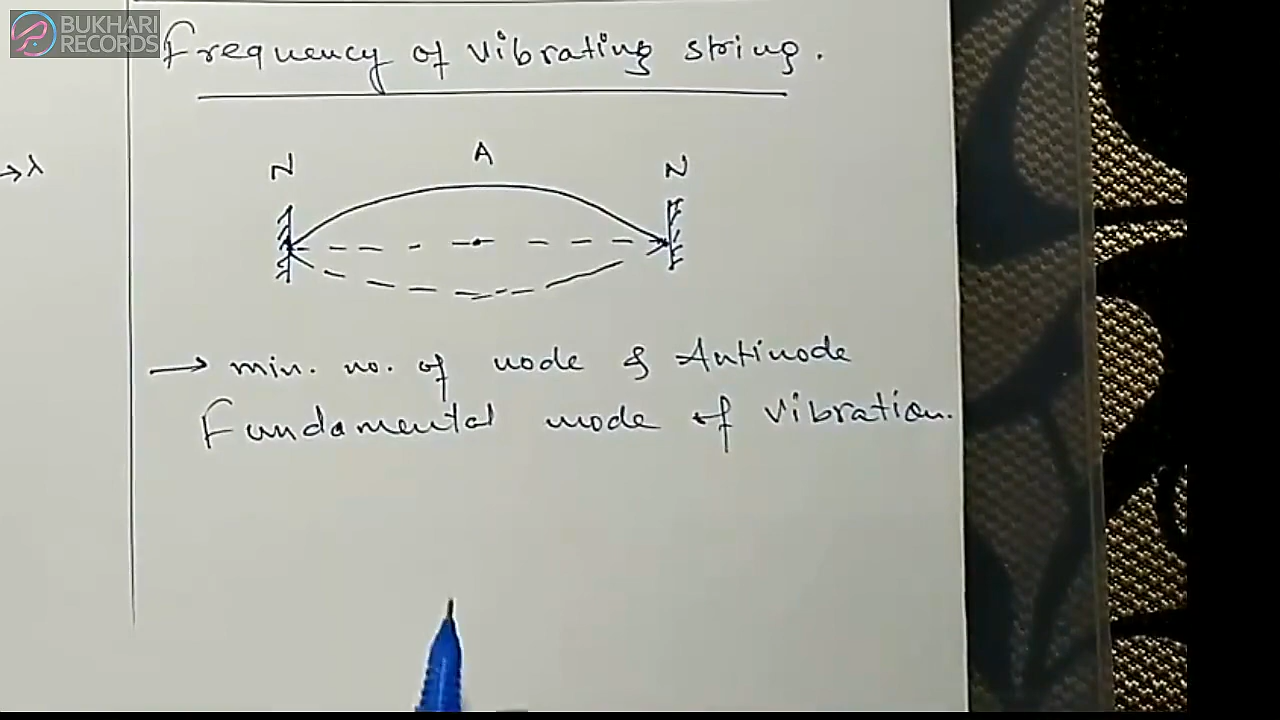 BUKHARI
RECORDS
Frequency of vibrating string.
→λ
N A N
→ min. no. of node & Antinode
Fundamental mode of vibration.